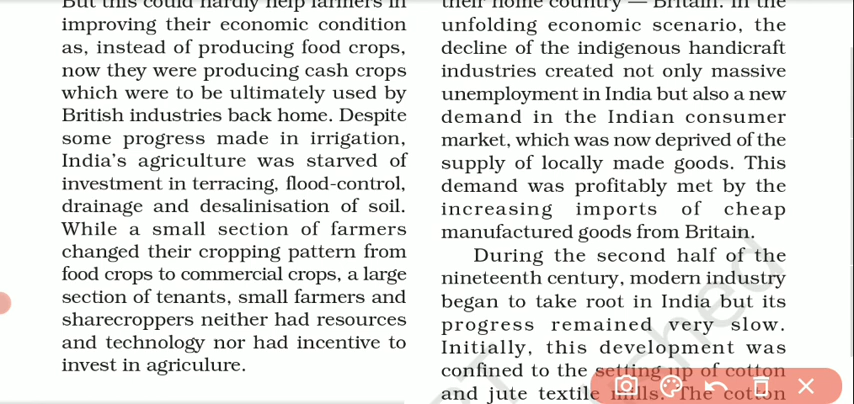 But this could hardly help farmers in
improving their economic condition
as, instead of producing food crops,
now they were producing cash crops
which were to be ultimately used by
British industries back home. Despite
some progress made in irrigation,
India’s agriculture was starved of
investment in terracing, flood-control,
drainage and desalinisation of soil.
While a small section of farmers
changed their cropping pattern from
food crops to commercial crops, a large
section of tenants, small farmers and
sharecroppers neither had resources
and technology nor had incentive to
invest in agriculure.
their home country — Britain. In the
unfolding economic scenario, the
decline of the indigenous handicraft
industries created not only massive
unemployment in India but also a new
demand in the Indian consumer
market, which was now deprived of the
supply of locally made goods. This
demand was profitably met by the
increasing imports of cheap
manufactured goods from Britain.
During the second half of the
nineteenth century, modern industry
began to take root in India but its
progress remained very slow.
Initially, this development was
confined to the setting up of cotton
and jute textile mills. The cotton